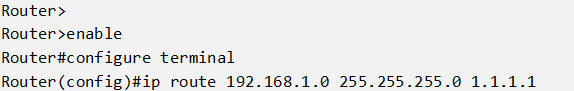 Router>
Router>enable
Router#configure terminal
Router(config)#ip route 192.168.1.0 255.255.255.0 1.1.1.1